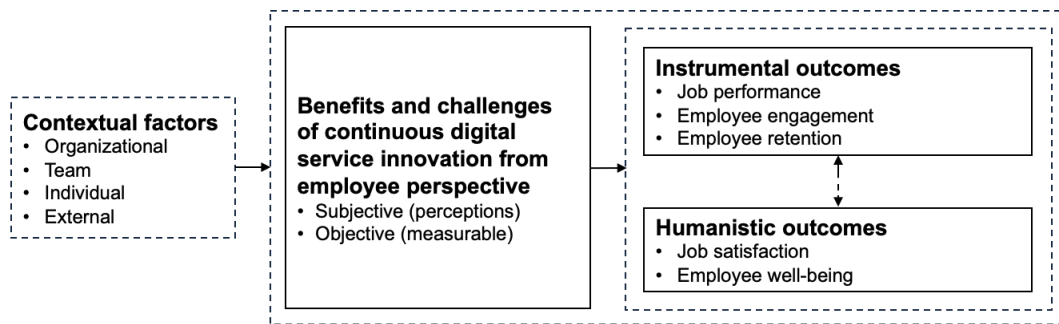 Contextual factors
• Organizational
• Team
• Individual
• External
Benefits and challenges
of continuous digital
service innovation from
employee perspective
• Subjective (perceptions)
• Objective (measurable)
Instrumental outcomes
• Job performance
• Employee engagement
• Employee retention
Humanistic outcomes
• Job satisfaction
• Employee well-being